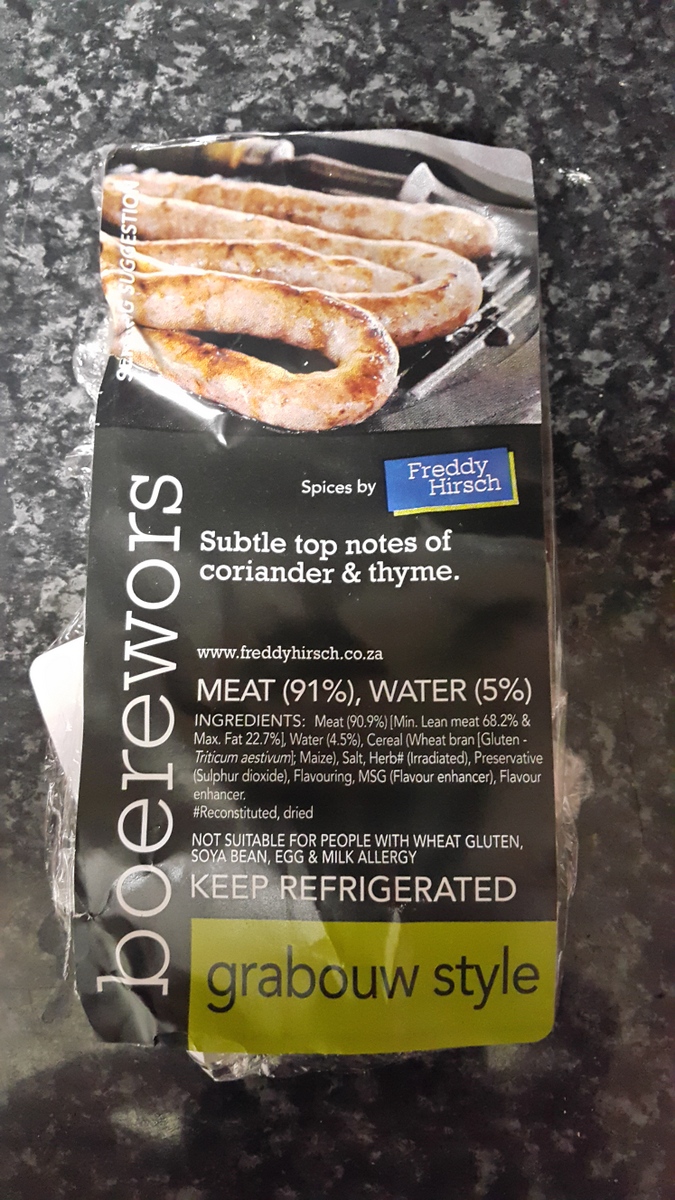 SUGGESTION
Spices by
Freddy
Hirsch
boerewors
Subtle top notes of
coriander & thyme.
www.freddyhirsch.co.za
MEAT (91%), WATER (5%)
INGREDIENTS: Meat (90.9%) [Min. Lean meat 68.2% &
Max. Fat 22.7%], Water (4.5%), Cereal (Wheat bran [Gluten -
Triticum aestivum]; Maize), Salt, Herb# (Irradiated), Preservative
(Sulphur dioxide), Flavouring, MSG (Flavour enhancer), Flavour
enhancer.
#Reconstituted, dried
NOT SUITABLE FOR PEOPLE WITH WHEAT GLUTEN,
SOYA BEAN, EGG & MILK ALLERGY
KEEP REFRIGERATED
grabouw style